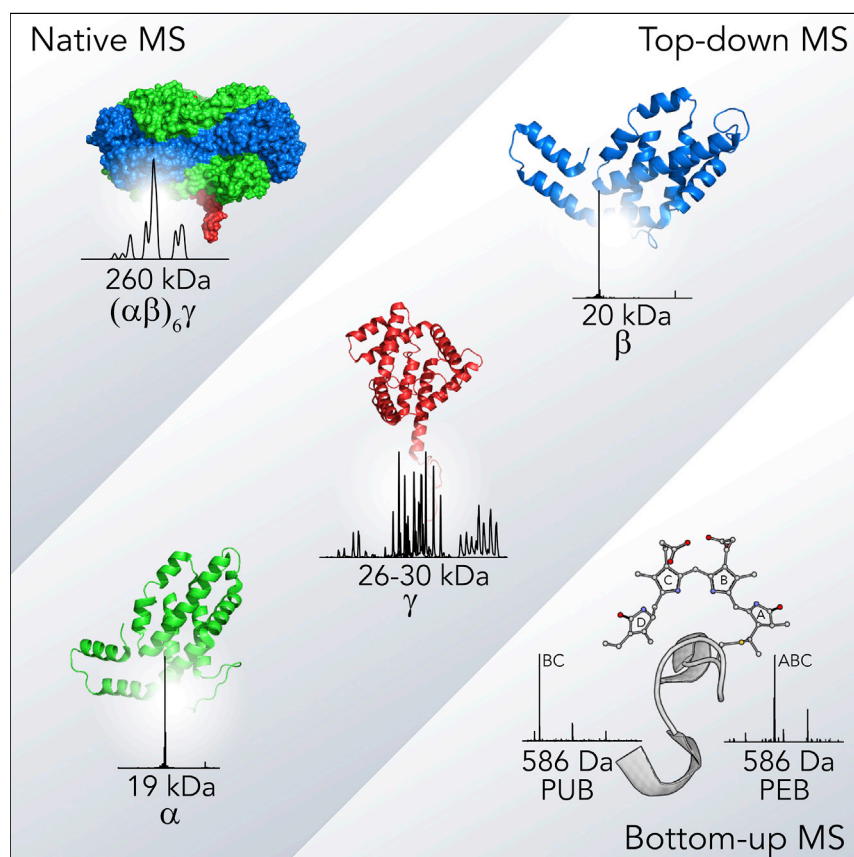 Native MS
Top-down MS
260 kDa
(αβ)₆γ
20 kDa
β
26-30 kDa
γ
19 kDa
α
C
B
D
A
BC
ABC
586 Da
PUB
586 Da
PEB
Bottom-up MS